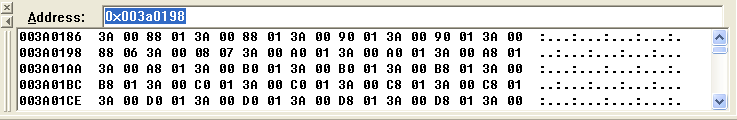 Address: 0x003a0198
003A0186 3A 00 88 01 3A 00 88 01 3A 00 90 01 3A 00 90 01 3A 00 :...:...:...:...:.
003A0198 88 06 3A 00 08 07 3A 00 A0 01 3A 00 A0 01 3A 00 A8 01 ..:...:...:...:...
003A01AA 3A 00 A8 01 3A 00 B0 01 3A 00 B0 01 3A 00 B8 01 3A 00 :...:...:...:...:.
003A01BC B8 01 3A 00 C0 01 3A 00 C0 01 3A 00 C8 01 3A 00 C8 01 ..:...:...:...:...
003A01CE 3A 00 D0 01 3A 00 D0 01 3A 00 D8 01 3A 00 D8 01 3A 00 :...:...:...:...:.